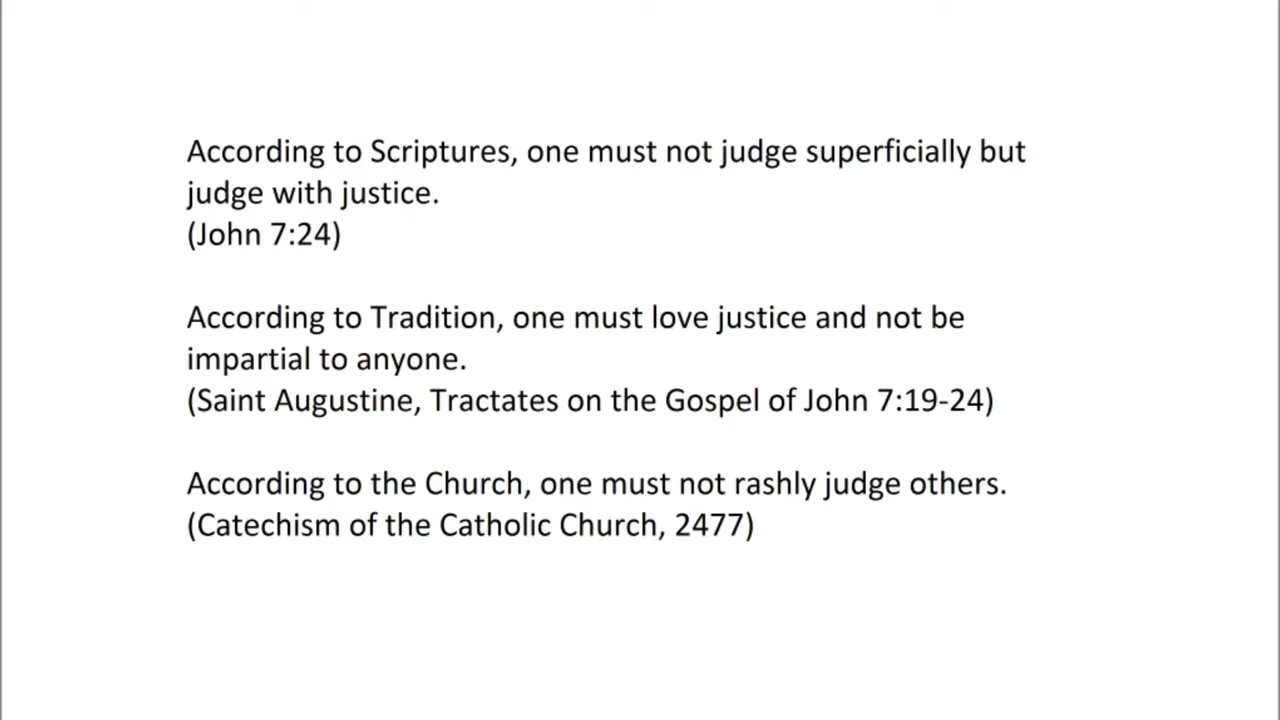 According to Scriptures, one must not judge superficially but
judge with justice.
(John 7:24)
According to Tradition, one must love justice and not be
impartial to anyone.
(Saint Augustine, Tractates on the Gospel of John 7:19-24)
According to the Church, one must not rashly judge others.
(Catechism of the Catholic Church, 2477)